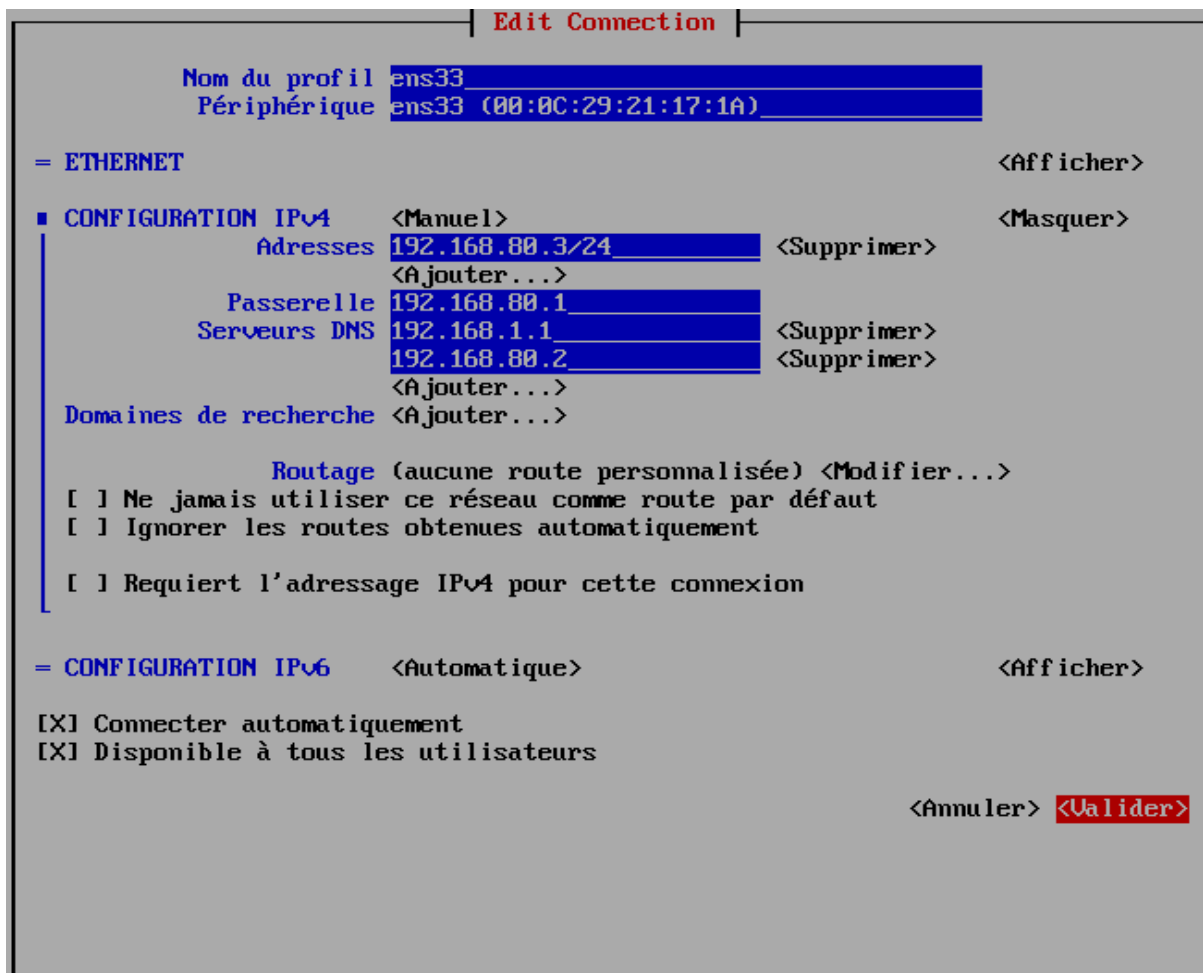 Edit Connection
Nom du profil ens33
Périphérique ens33 (00:0C:29:21:17:1A)
= ETHERNET <Afficher>
CONFIGURATION IPv4 <Manuel> <Masquer>
Adresses 192.168.80.3/24 <Supprimer>
<Ajouter...>
Passerelle 192.168.80.1
Serveurs DNS 192.168.1.1 <Supprimer>
192.168.80.2 <Supprimer>
<Ajouter...>
Domaines de recherche <Ajouter...>
Routage (aucune route personnalisée) <Modifier...>
[ ] Ne jamais utiliser ce réseau comme route par défaut
[ ] Ignorer les routes obtenues automatiquement
[ ] Requiert l'adressage IPv4 pour cette connexion
= CONFIGURATION IPv6 <Automatique> <Afficher>
[X] Connecter automatiquement
[X] Disponible à tous les utilisateurs
<Annuler> <Valider>